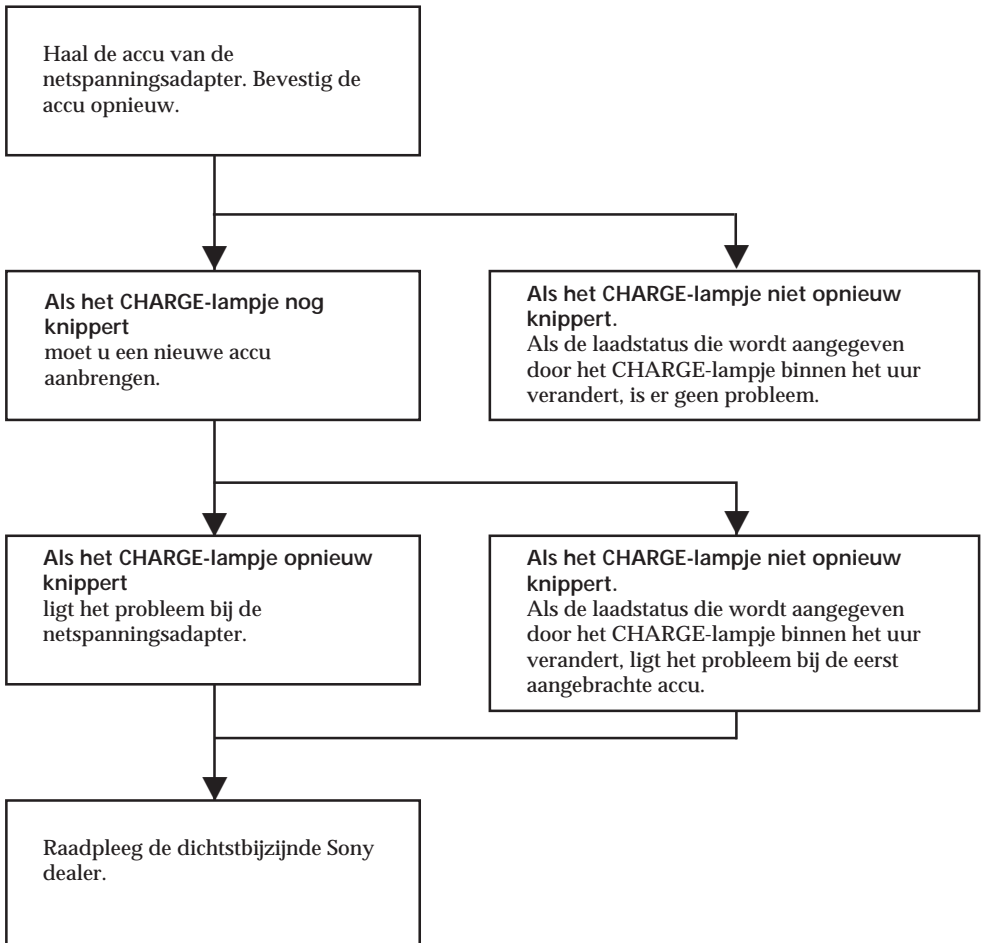 Haal de accu van de
netspanningsadapter. Bevestig de
accu opnieuw.
Als het CHARGE-lampje nog
knippert
moet u een nieuwe accu
aanbrengen.
Als het CHARGE-lampje niet opnieuw
knippert.
Als de laadstatus die wordt aangegeven
door het CHARGE-lampje binnen het uur
verandert, is er geen probleem.
Als het CHARGE-lampje opnieuw
knippert
ligt het probleem bij de
netspanningsadapter.
Als het CHARGE-lampje niet opnieuw
knippert.
Als de laadstatus die wordt aangegeven
door het CHARGE-lampje binnen het uur
verandert, ligt het probleem bij de eerst
aangebrachte accu.
Raadpleeg de dichtstbijzijnde Sony
dealer.